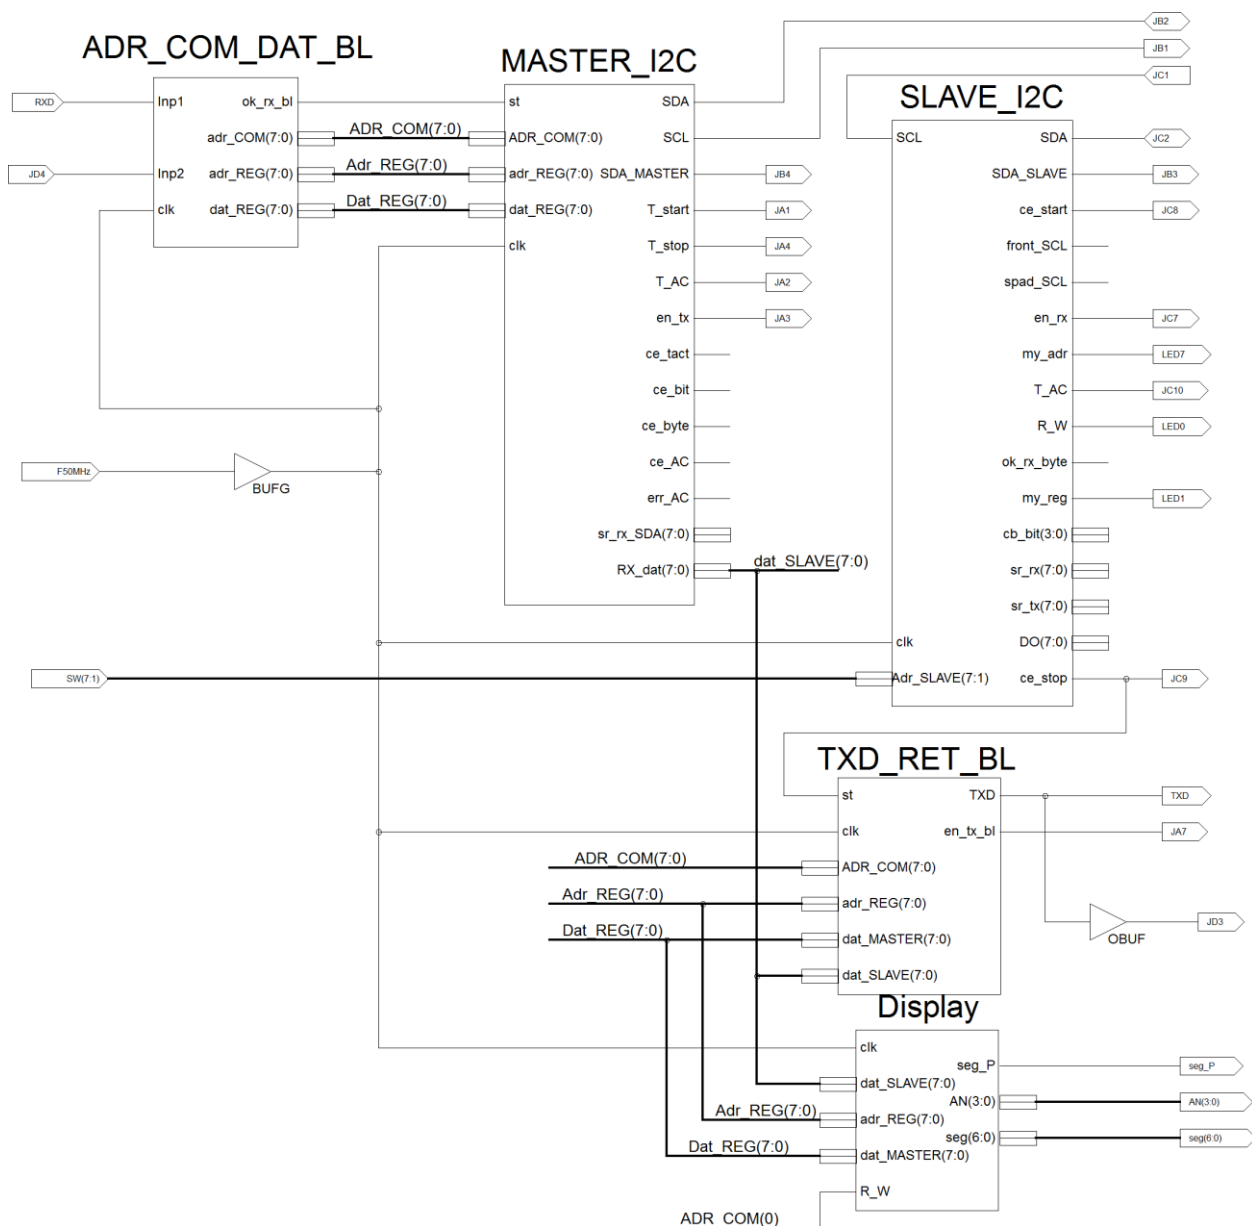 ADR_COM_DAT_BL
RXD
Inp1
ok_rx_bl
adr_COM(7:0)
ADR_COM(7:0)
JD4
Inp2
adr_REG(7:0)
Adr_REG(7:0)
clk
dat_REG(7:0)
Dat_REG(7:0)
F50MHz
BUFG
SW(7:1)
MASTER_I2C
st
SDA
ADR_COM(7:0)
SCL
adr_REG(7:0)
SDA_MASTER
dat_REG(7:0)
T_start
clk
T_stop
T_AC
en_tx
ce_tact
ce_bit
ce_byte
ce_AC
err_AC
sr_rx_SDA(7:0)
RX_dat(7:0)
dat_SLAVE(7:0)
JB2
JB1
JC1
JB4
JA1
JA4
JA2
JA3
SLAVE_I2C
SCL
SDA
JC2
SDA_SLAVE
JB3
ce_start
JC8
front_SCL
spad_SCL
en_rx
JC7
my_adr
LED7
T_AC
JC10
R_W
LED0
ok_rx_byte
my_reg
LED1
cb_bit(3:0)
sr_rx(7:0)
sr_tx(7:0)
clk
DO(7:0)
Adr_SLAVE(7:1)
ce_stop
JC9
TXD_RET_BL
st
TXD
TXD
clk
en_tx_bl
JA7
ADR_COM(7:0)
ADR_COM(7:0)
Adr_REG(7:0)
adr_REG(7:0)
Dat_REG(7:0)
dat_MASTER(7:0)
OBUF
JD3
dat_SLAVE(7:0)
Display
clk
seg_P
seg_P
dat_SLAVE(7:0)
AN(3:0)
AN(3:0)
Adr_REG(7:0)
adr_REG(7:0)
seg(6:0)
seg(6:0)
Dat_REG(7:0)
dat_MASTER(7:0)
R_W
ADR_COM(0)